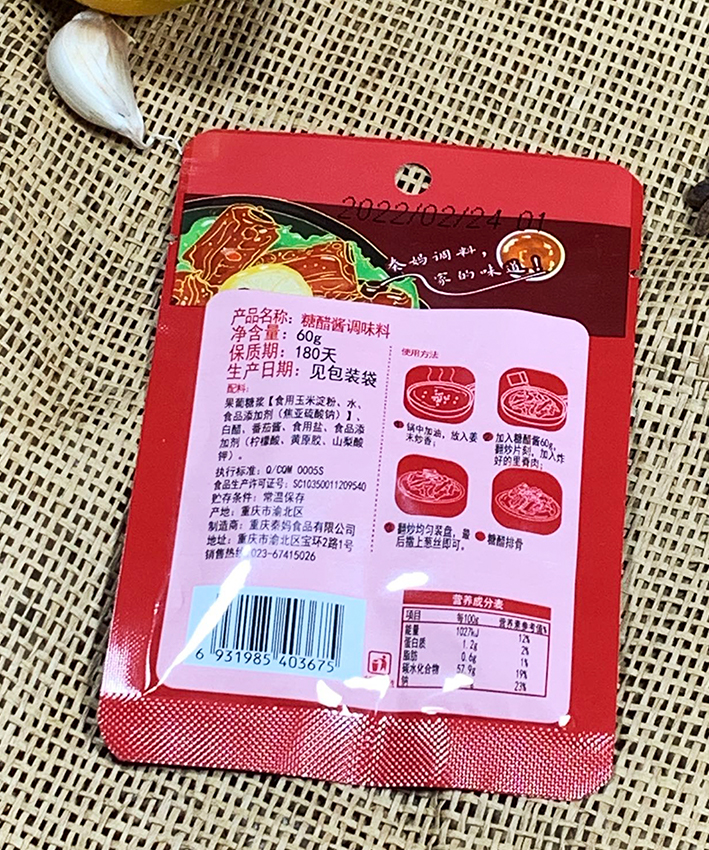 2022/02/24 01
秦妈调料,
家的味道!
产品名称: 糖醋酱调味料
净含量: 60g
保质期: 180天
生产日期: 见包装袋
配料:
果葡糖浆【食用玉米淀粉、水、
食品添加剂(焦亚硫酸钠)】、
白醋、番茄酱、食用盐、食品添
加剂(柠檬酸、黄原胶、山梨酸
钾)。
执行标准: Q/CQM 0005S
食品生产许可证号: SC10350011209540
贮存条件: 常温保存
产地: 重庆市渝北区
制造商: 重庆秦妈食品有限公司
地址: 重庆市渝北区宝环2路1号
销售热线:023-67415026
6 931985 403675
使用方法
锅中加油, 放入姜
末炒香;
加入糖醋酱60g,
翻炒片刻, 加入炸
好的里脊肉;
翻炒均匀装盘, 最
后撒上葱丝即可。
糖醋排骨
营养成分表
项目 每100g 营养素参考值%
能量 1027kJ 12%
蛋白质 1.2g 2%
脂肪 0.6g 1%
碳水化合物 57.9g 19%
钠 23%